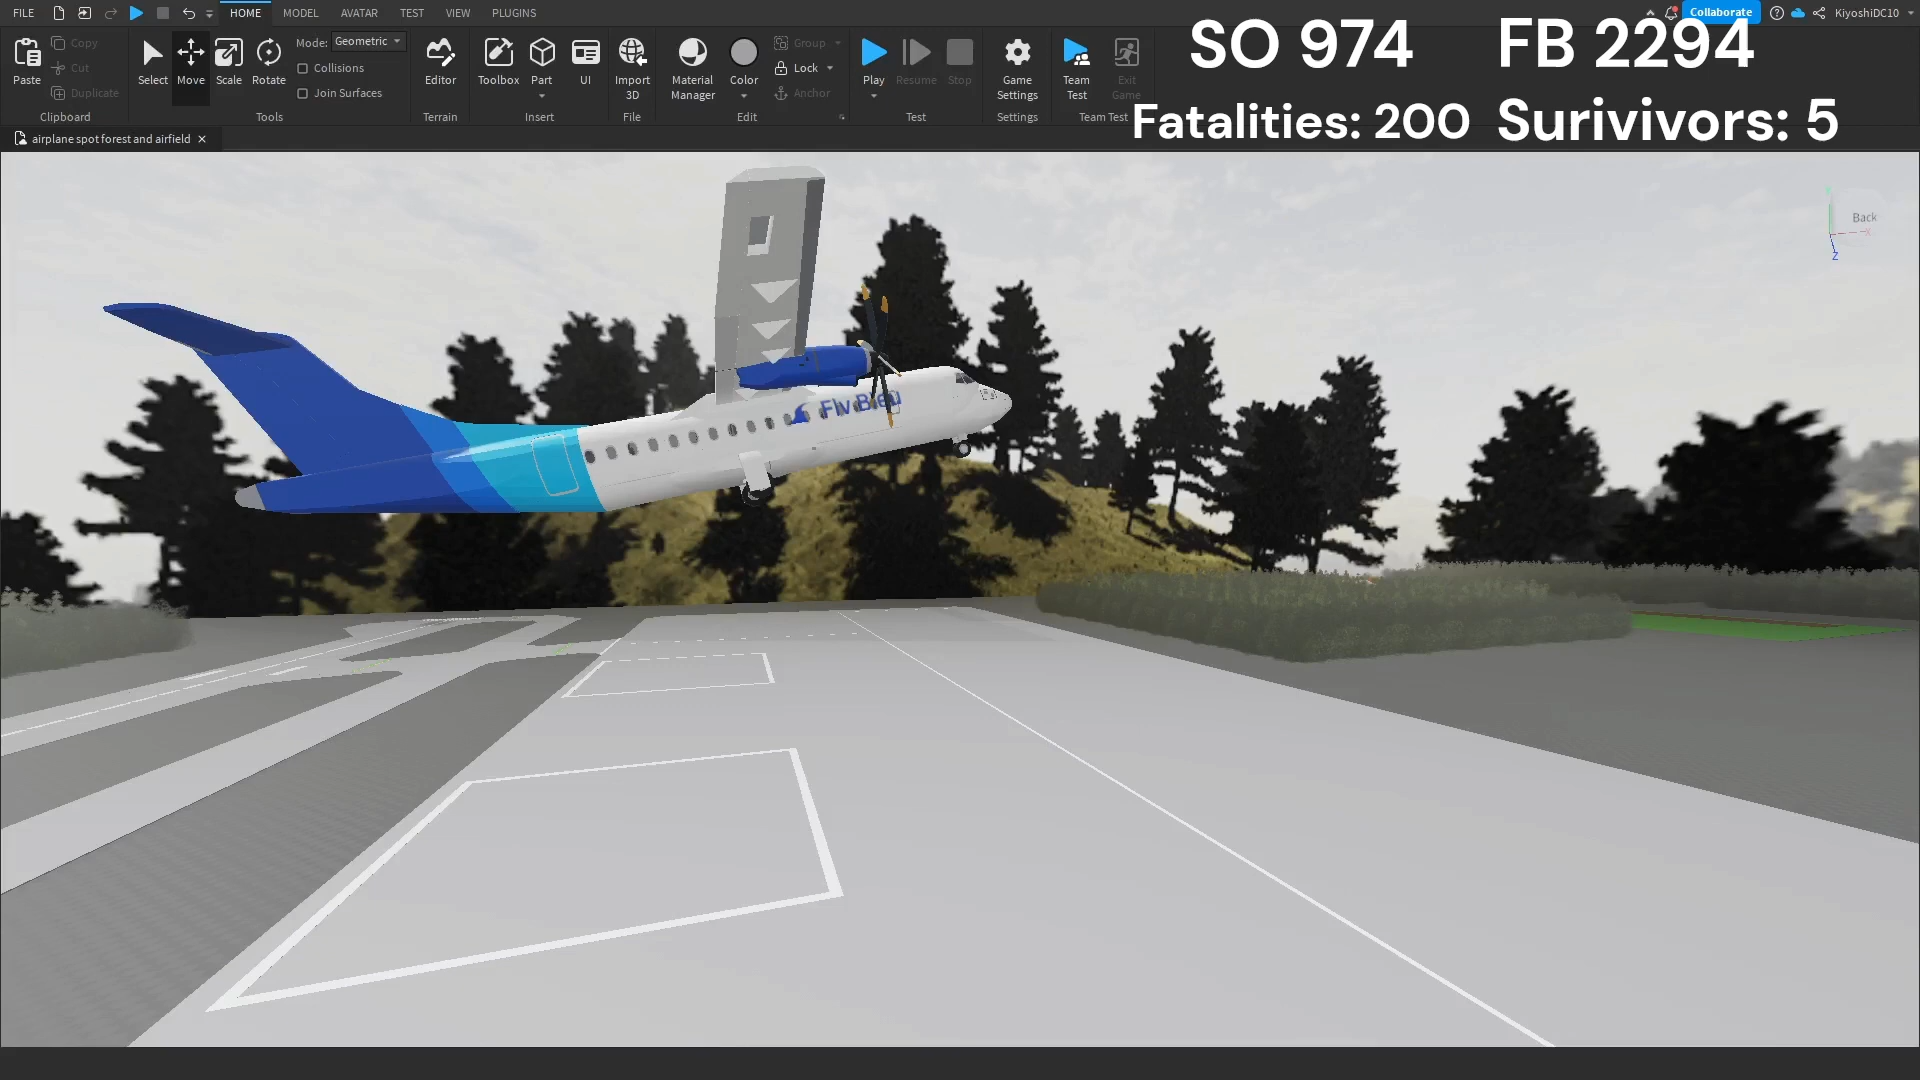 FILE HOME MODEL AVATAR TEST VIEW PLUGINS Collaborate KiyoshiDC10
SO 974 FB 2294
Fatalities: 200 Surivivors: 5
Paste Copy Cut Duplicate
Clipboard
Select Move Scale Rotate
Mode: Geometric
Collisions
Join Surfaces
Tools
Editor
Terrain
Toolbox Part UI
Insert
Import
3D
File
Material
Manager
Color
Group
Lock
Anchor
Edit
Play Resume Stop
Test
Game
Settings
Settings
Team
Test
Exit
Game
Team Test
airplane spot forest and airfield
Fly Bleu
Y
Back
X
Z